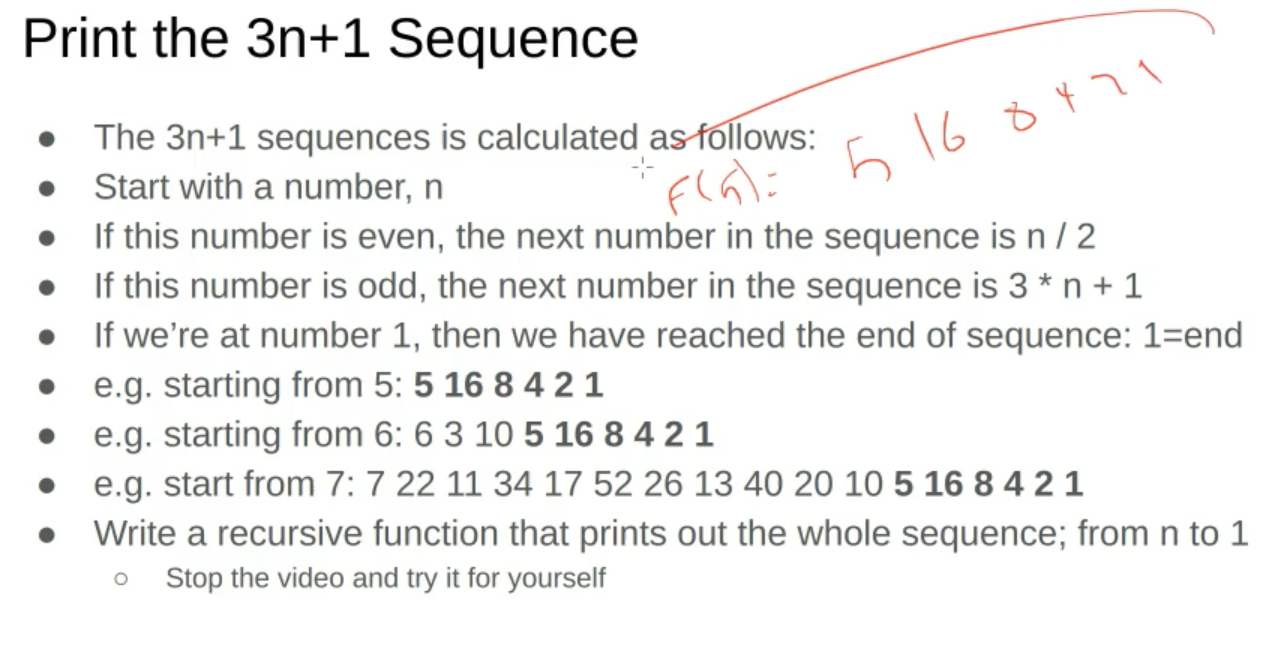 Print the 3n+1 Sequence
● The 3n+1 sequences is calculated as follows:
● Start with a number, n
F(n): 5 16 8 4 2 1
● If this number is even, the next number in the sequence is n / 2
● If this number is odd, the next number in the sequence is 3 * n + 1
● If we’re at number 1, then we have reached the end of sequence: 1=end
● e.g. starting from 5: 5 16 8 4 2 1
● e.g. starting from 6: 6 3 10 5 16 8 4 2 1
● e.g. start from 7: 7 22 11 34 17 52 26 13 40 20 10 5 16 8 4 2 1
● Write a recursive function that prints out the whole sequence; from n to 1
○ Stop the video and try it for yourself